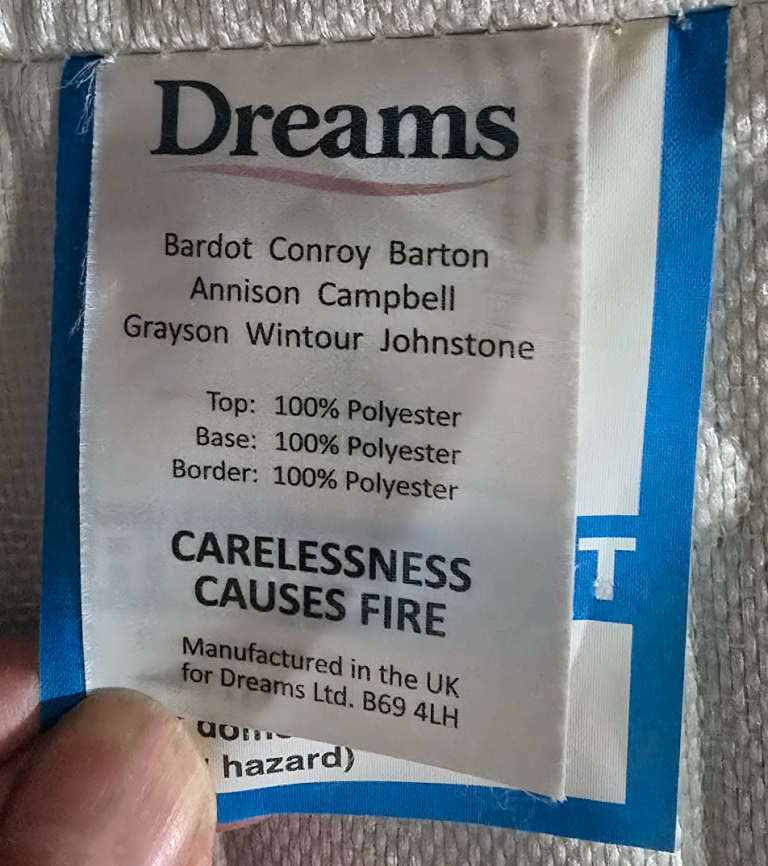 Dreams
Bardot Conroy Barton
Annison Campbell
Grayson Wintour Johnstone
Top: 100% Polyester
Base: 100% Polyester
Border: 100% Polyester
CARELESSNESS
CAUSES FIRE
Manufactured in the UK
for Dreams Ltd. B69 4LH
T
hazard)